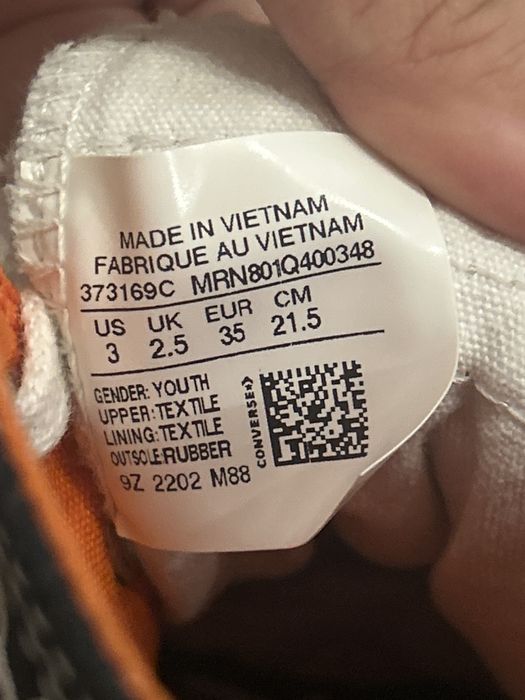 MADE IN VIETNAM
FABRIQUE AU VIETNAM
373169C MRN801Q400348
US UK EUR CM
3 2.5 35 21.5
GENDER: YOUTH
UPPER: TEXTILE
LINING: TEXTILE
OUTSOLE: RUBBER
9Z 2202 M88
CONVERSE